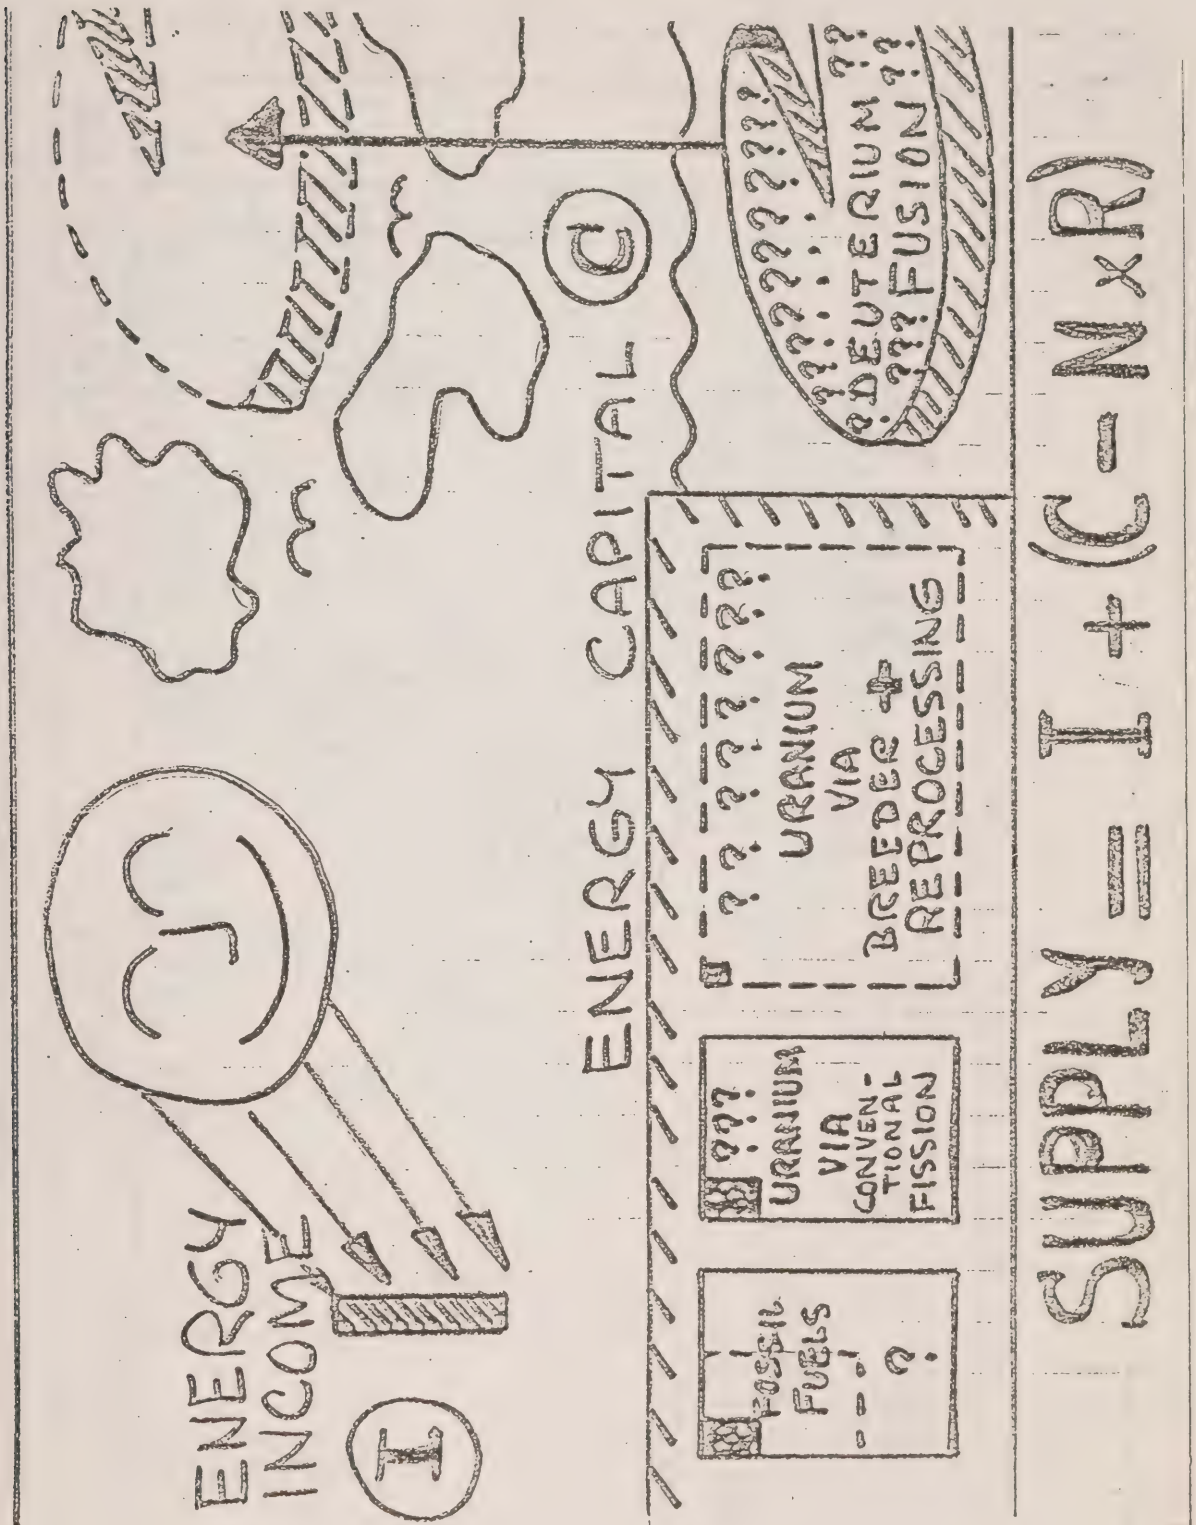 ENERGY
INCOME
I
ENERGY CAPITAL C
FOSSIL
FUELS
?
???
URANIUM
VIA
CONVEN-
TIONAL
FISSION
???????
URANIUM
VIA
BREEDER +
REPROCESSING
????????
??
?DEUTERIUM ??
???FUSION??
SUPPLY = I + (C - N x R)